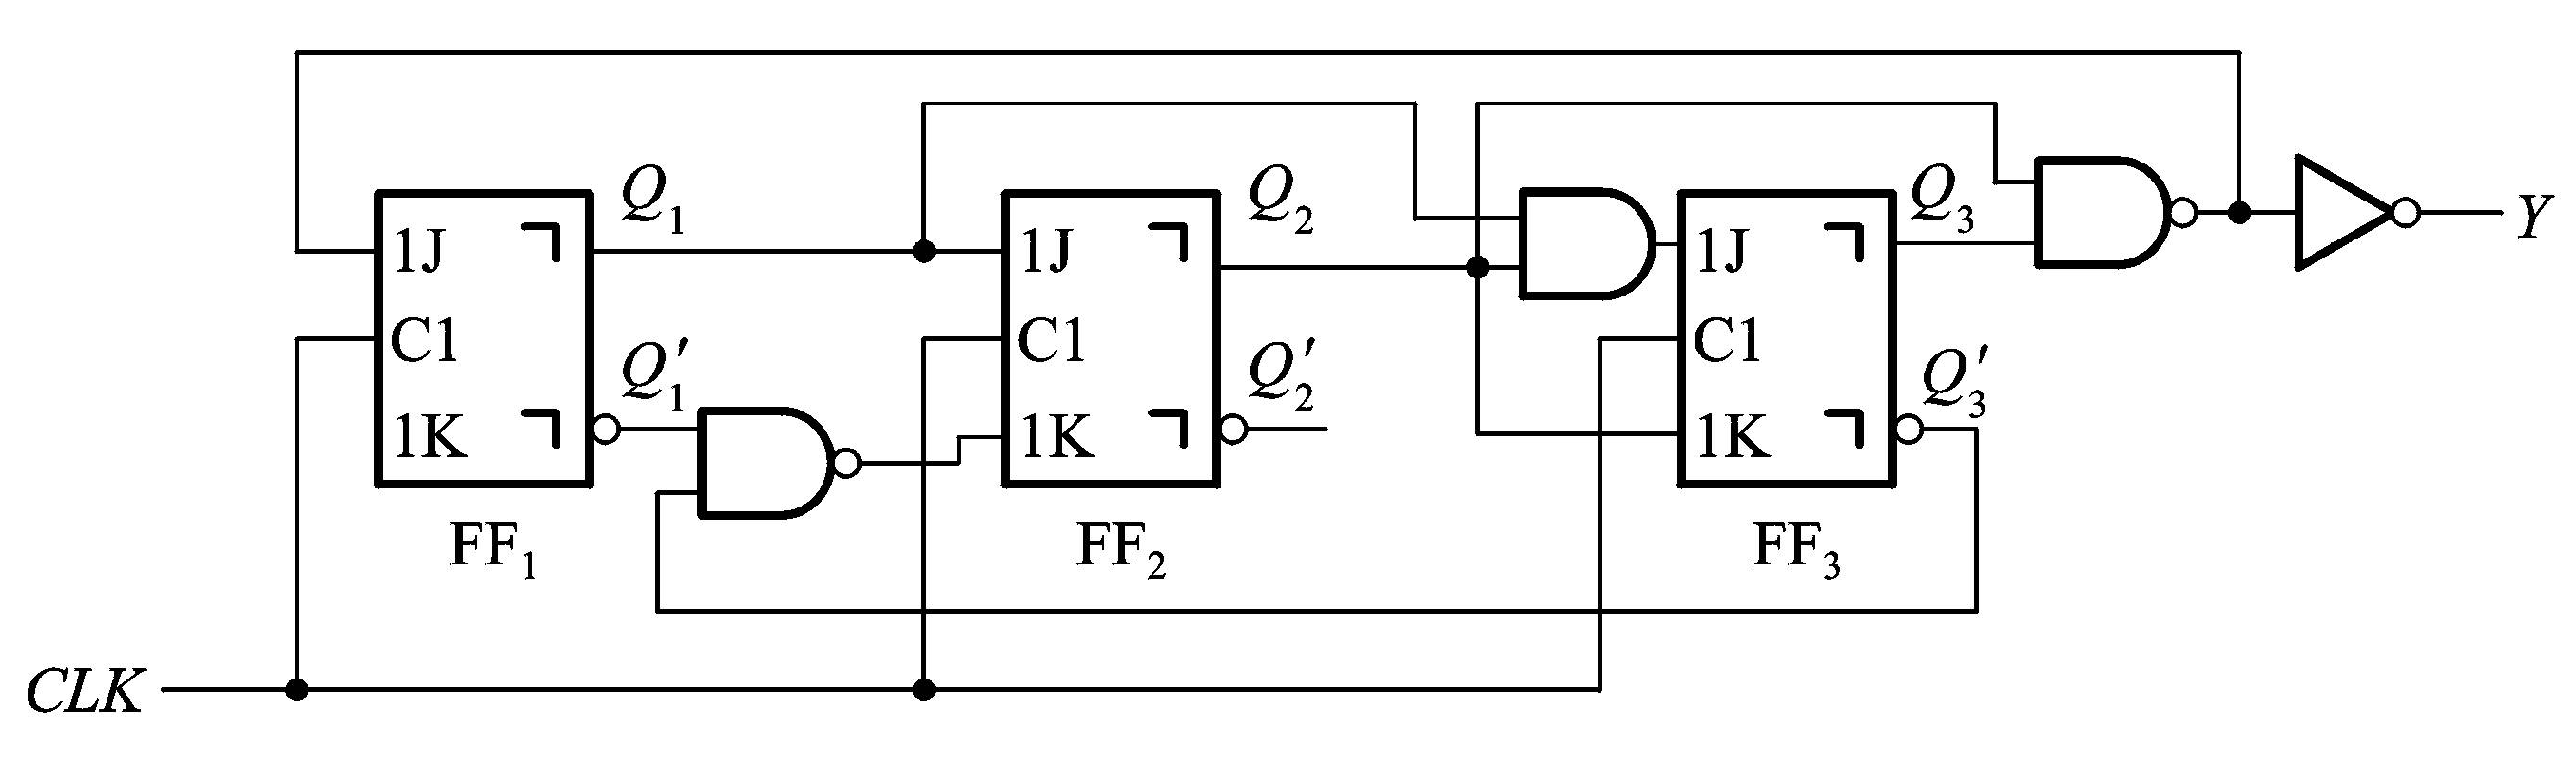 Q₁ Q₂ Q₃ Y
1J 1J 1J
C1 C1 C1
Q₁′ Q₂′ Q₃′
1K 1K 1K
FF₁ FF₂ FF₃
CLK